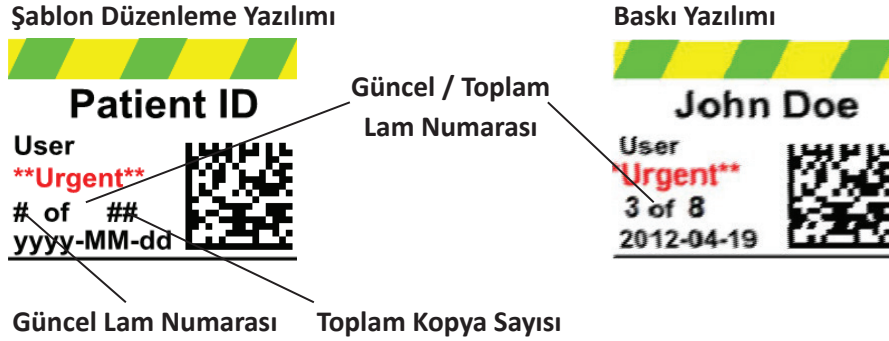 Şablon Düzenleme Yazılımı
Baskı Yazılımı
Patient ID
User
**Urgent**
# of ##
yyyy-MM-dd
Güncel / Toplam
Lam Numarası
John Doe
User
*Urgent**
3 of 8
2012-04-19
Güncel Lam Numarası
Toplam Kopya Sayısı